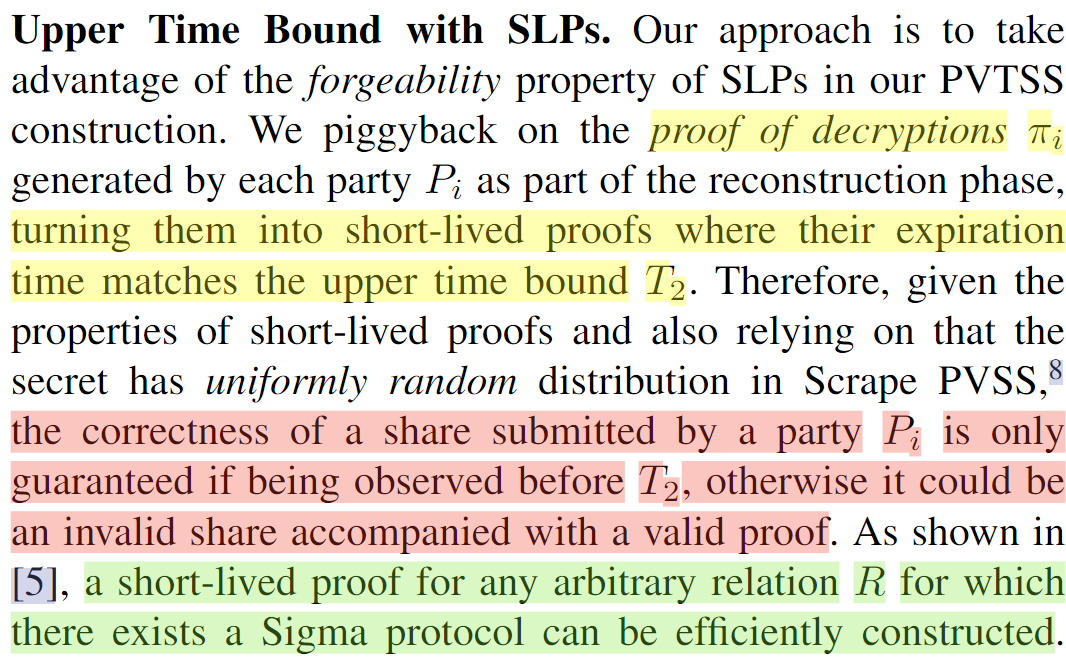 Upper Time Bound with SLPs. Our approach is to take
advantage of the forgeability property of SLPs in our PVTSS
construction. We piggyback on the proof of decryptions πᵢ
generated by each party Pᵢ as part of the reconstruction phase,
turning them into short-lived proofs where their expiration
time matches the upper time bound T₂. Therefore, given the
properties of short-lived proofs and also relying on that the
secret has uniformly random distribution in Scrape PVSS,⁸
the correctness of a share submitted by a party Pᵢ is only
guaranteed if being observed before T₂, otherwise it could be
an invalid share accompanied with a valid proof. As shown in
[5], a short-lived proof for any arbitrary relation R for which
there exists a Sigma protocol can be efficiently constructed.